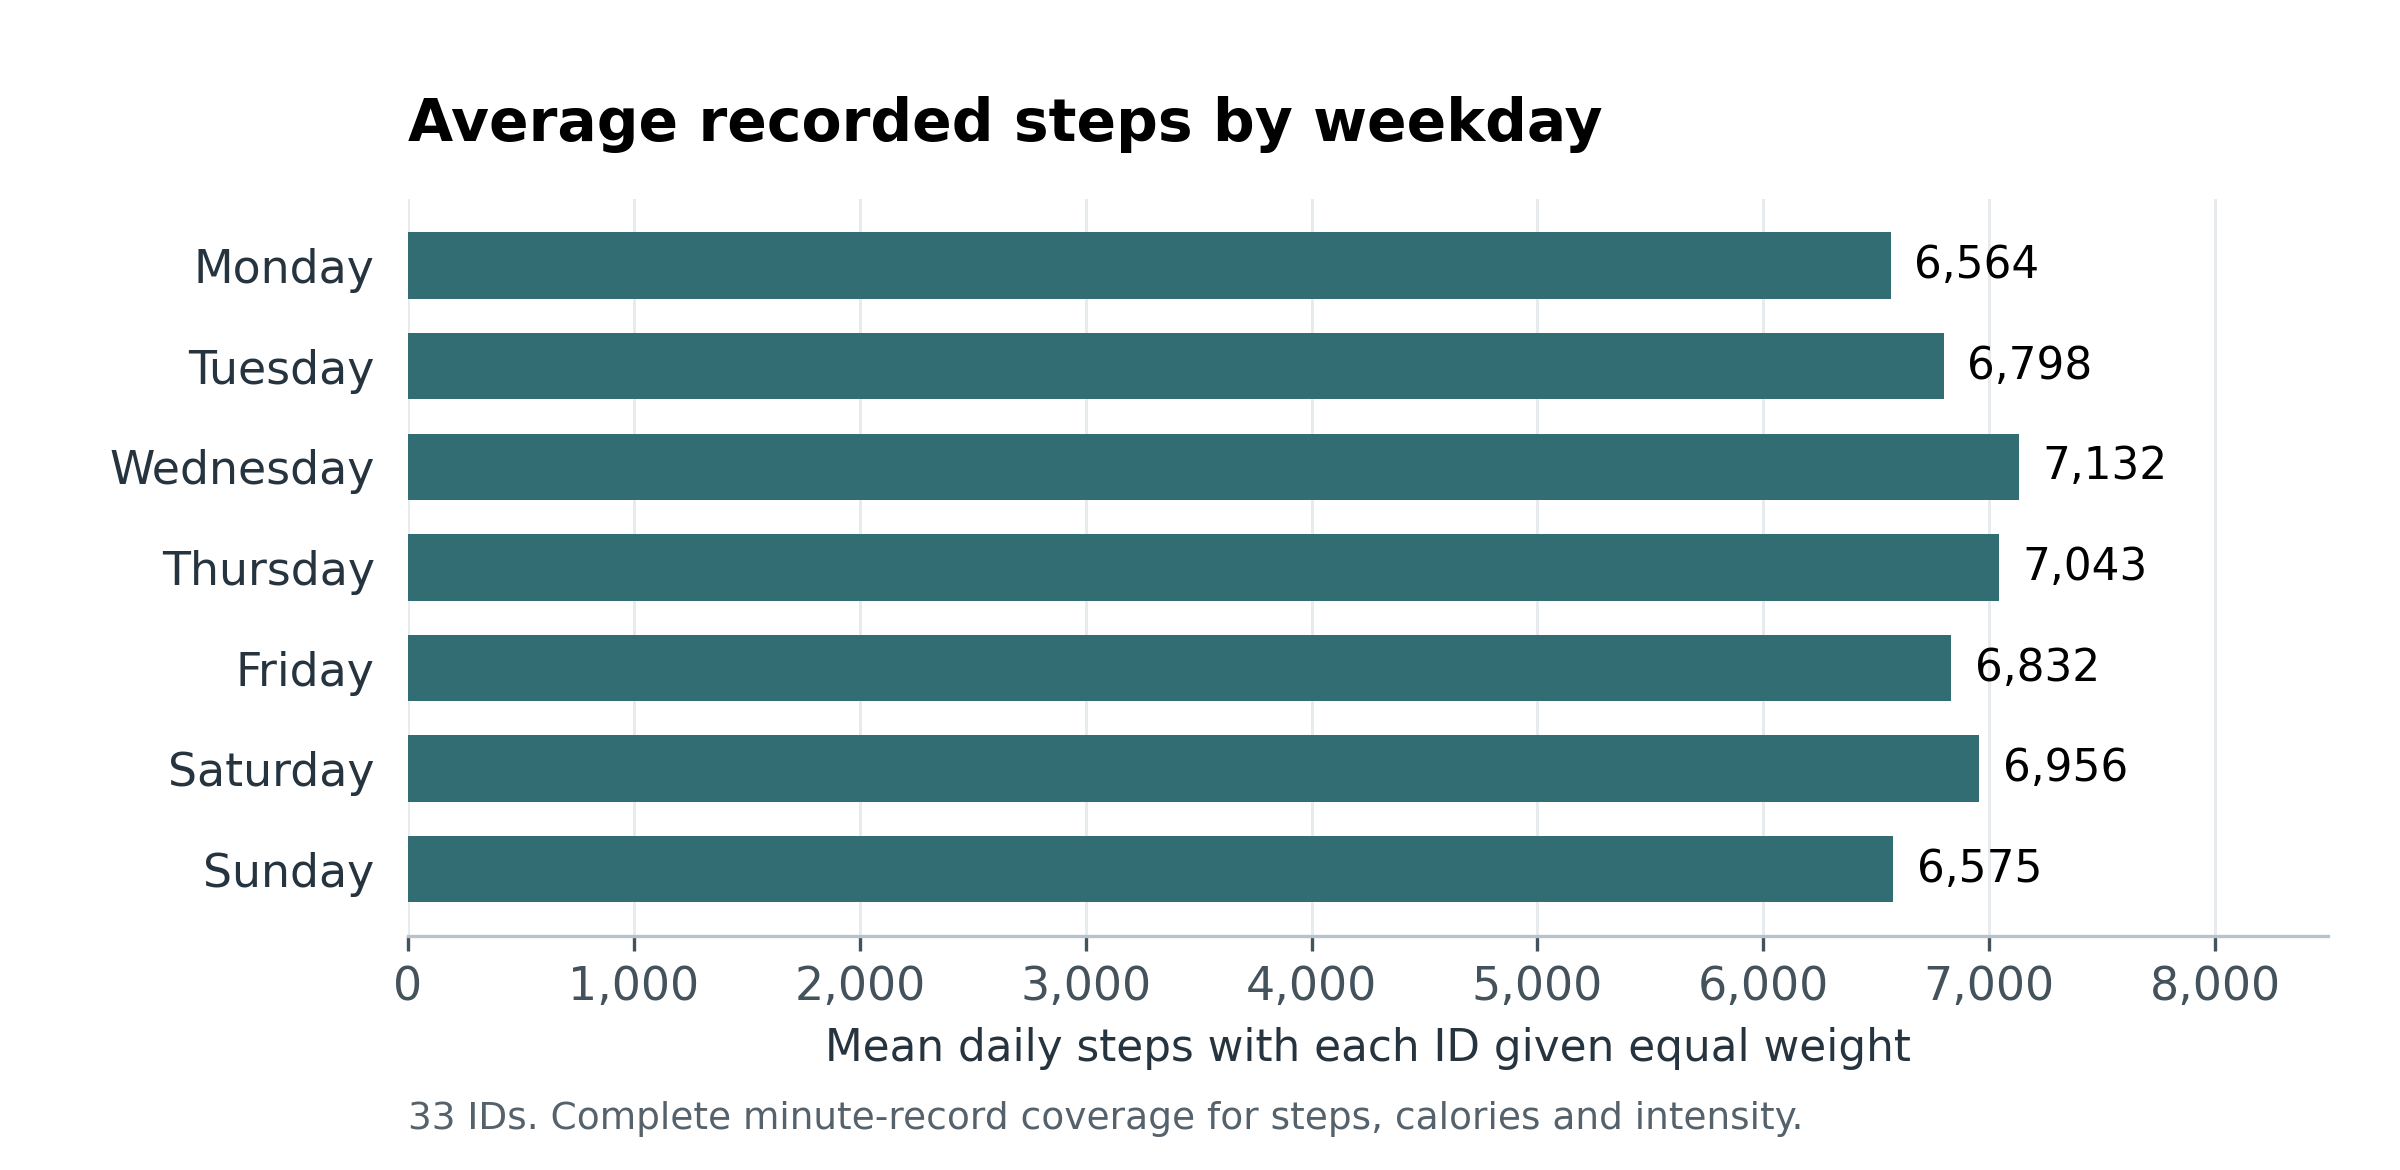 Average recorded steps by weekday
Monday 6,564
Tuesday 6,798
Wednesday 7,132
Thursday 7,043
Friday 6,832
Saturday 6,956
Sunday 6,575
0 1,000 2,000 3,000 4,000 5,000 6,000 7,000 8,000
Mean daily steps with each ID given equal weight
33 IDs. Complete minute-record coverage for steps, calories and intensity.